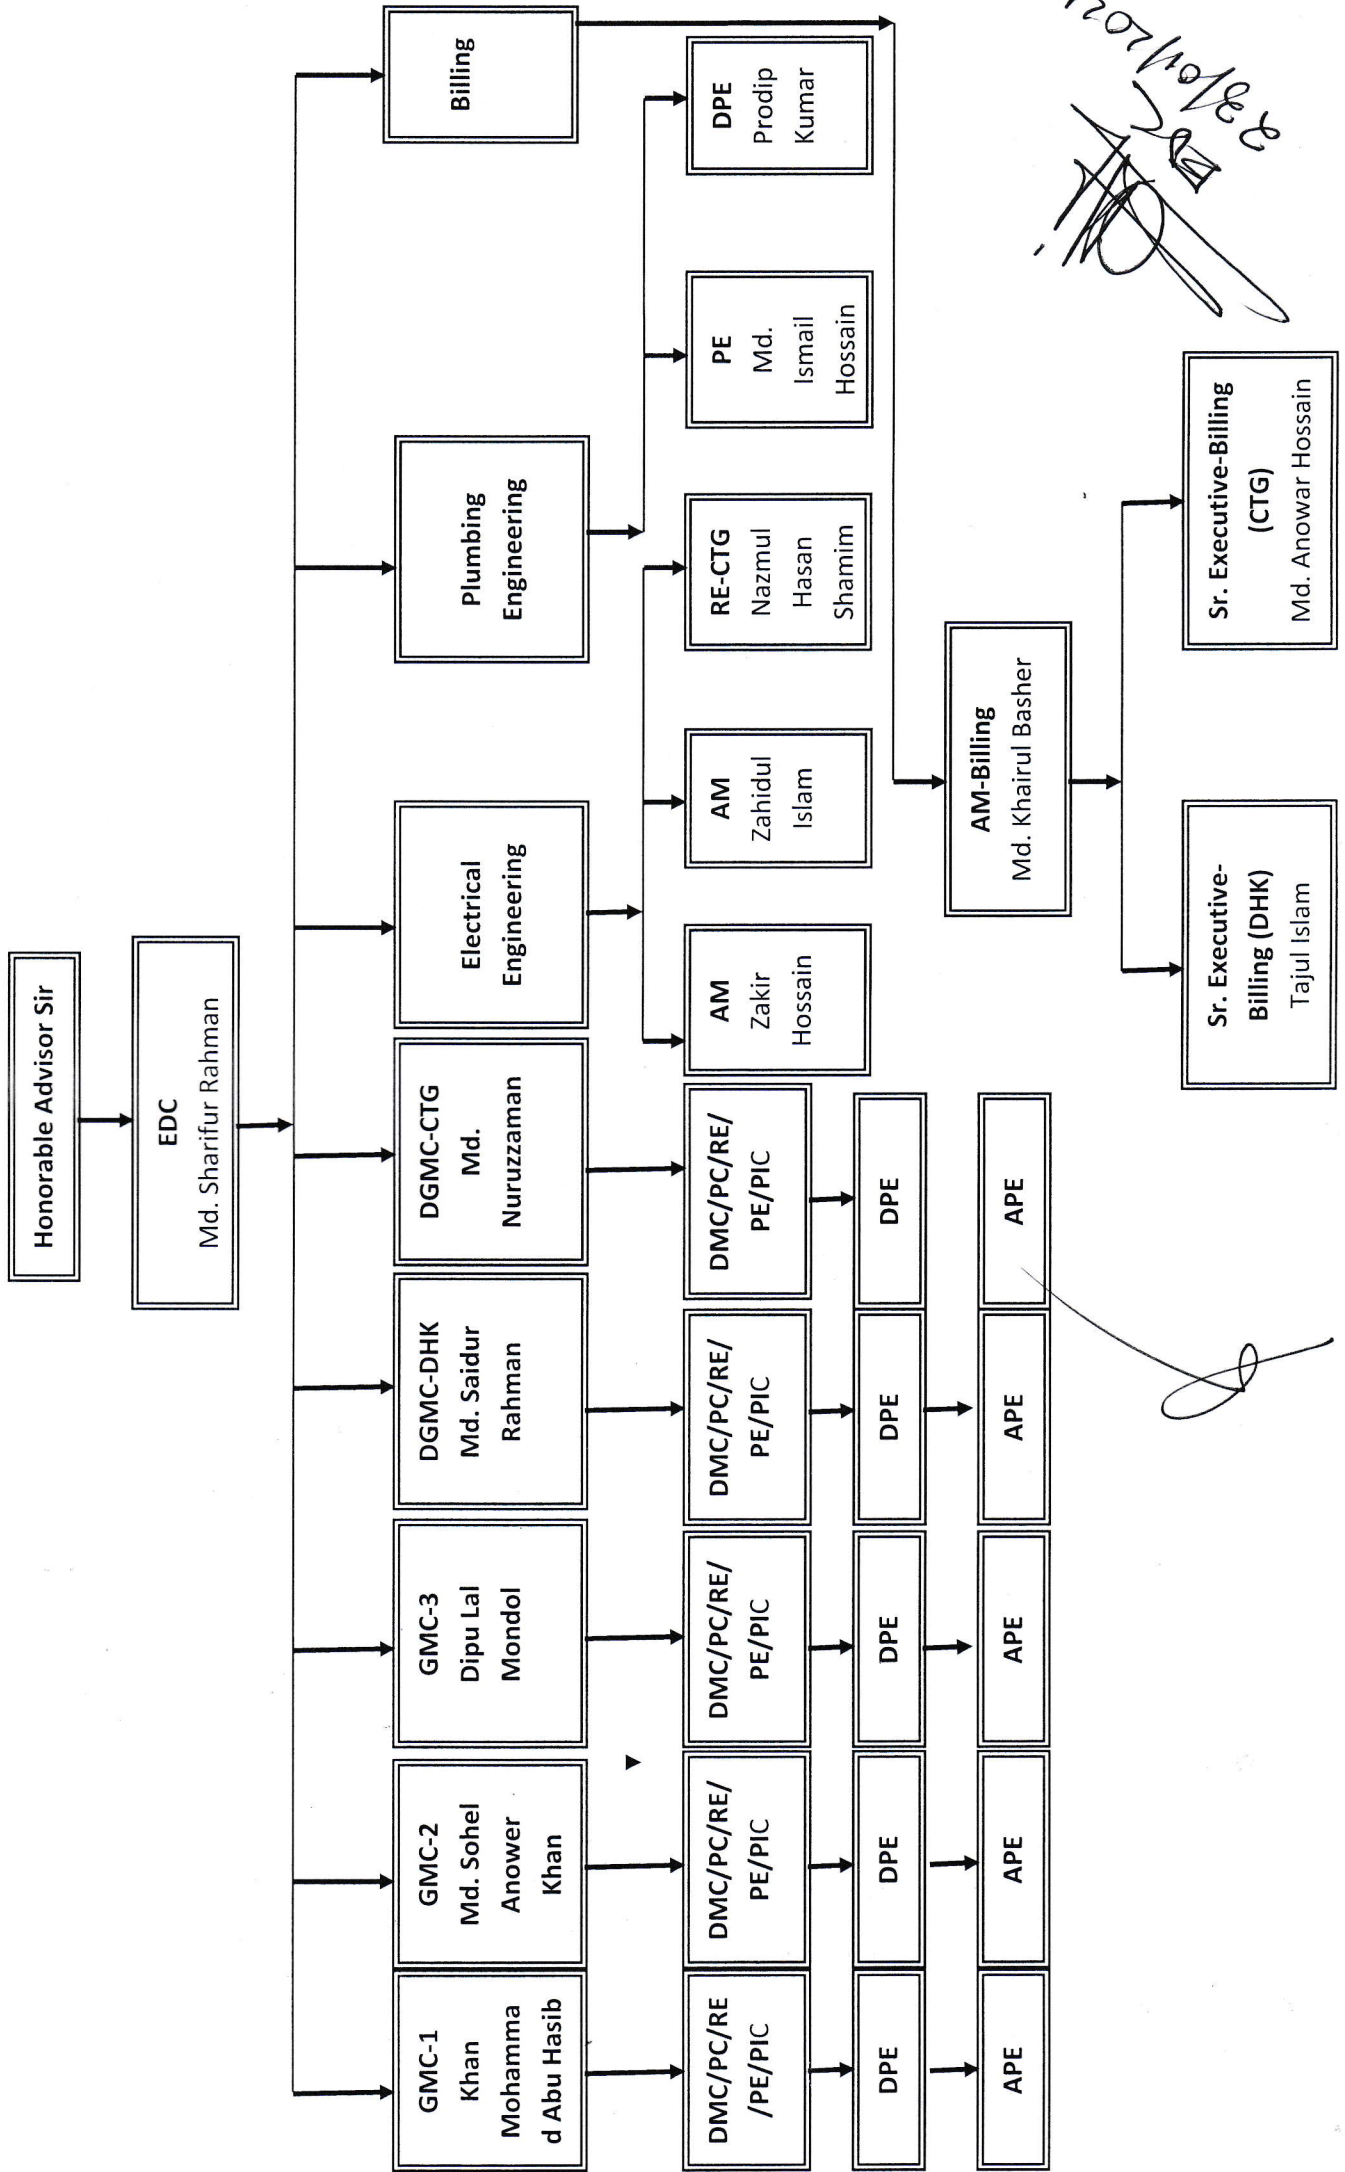 Honorable Advisor Sir
EDC
Md. Sharifur Rahman
GMC-1
Khan
Mohamma
d Abu Hasib
GMC-2
Md. Sohel
Anower
Khan
GMC-3
Dipu Lal
Mondol
DGMC-DHK
Md. Saidur
Rahman
DGMC-CTG
Md.
Nuruzzaman
Electrical
Engineering
Plumbing
Engineering
Billing
DMC/PC/RE
/PE/PIC
DMC/PC/RE/
PE/PIC
DMC/PC/RE/
PE/PIC
DMC/PC/RE/
PE/PIC
DMC/PC/RE/
PE/PIC
AM
Zakir
Hossain
AM
Zahidul
Islam
RE-CTG
Nazmul
Hasan
Shamim
PE
Md.
Ismail
Hossain
DPE
Prodip
Kumar
DPE
DPE
DPE
DPE
DPE
APE
APE
APE
APE
APE
AM-Billing
Md. Khairul Basher
Sr. Executive-
Billing (DHK)
Tajul Islam
Sr. Executive-Billing
(CTG)
Md. Anowar Hossain
EDC